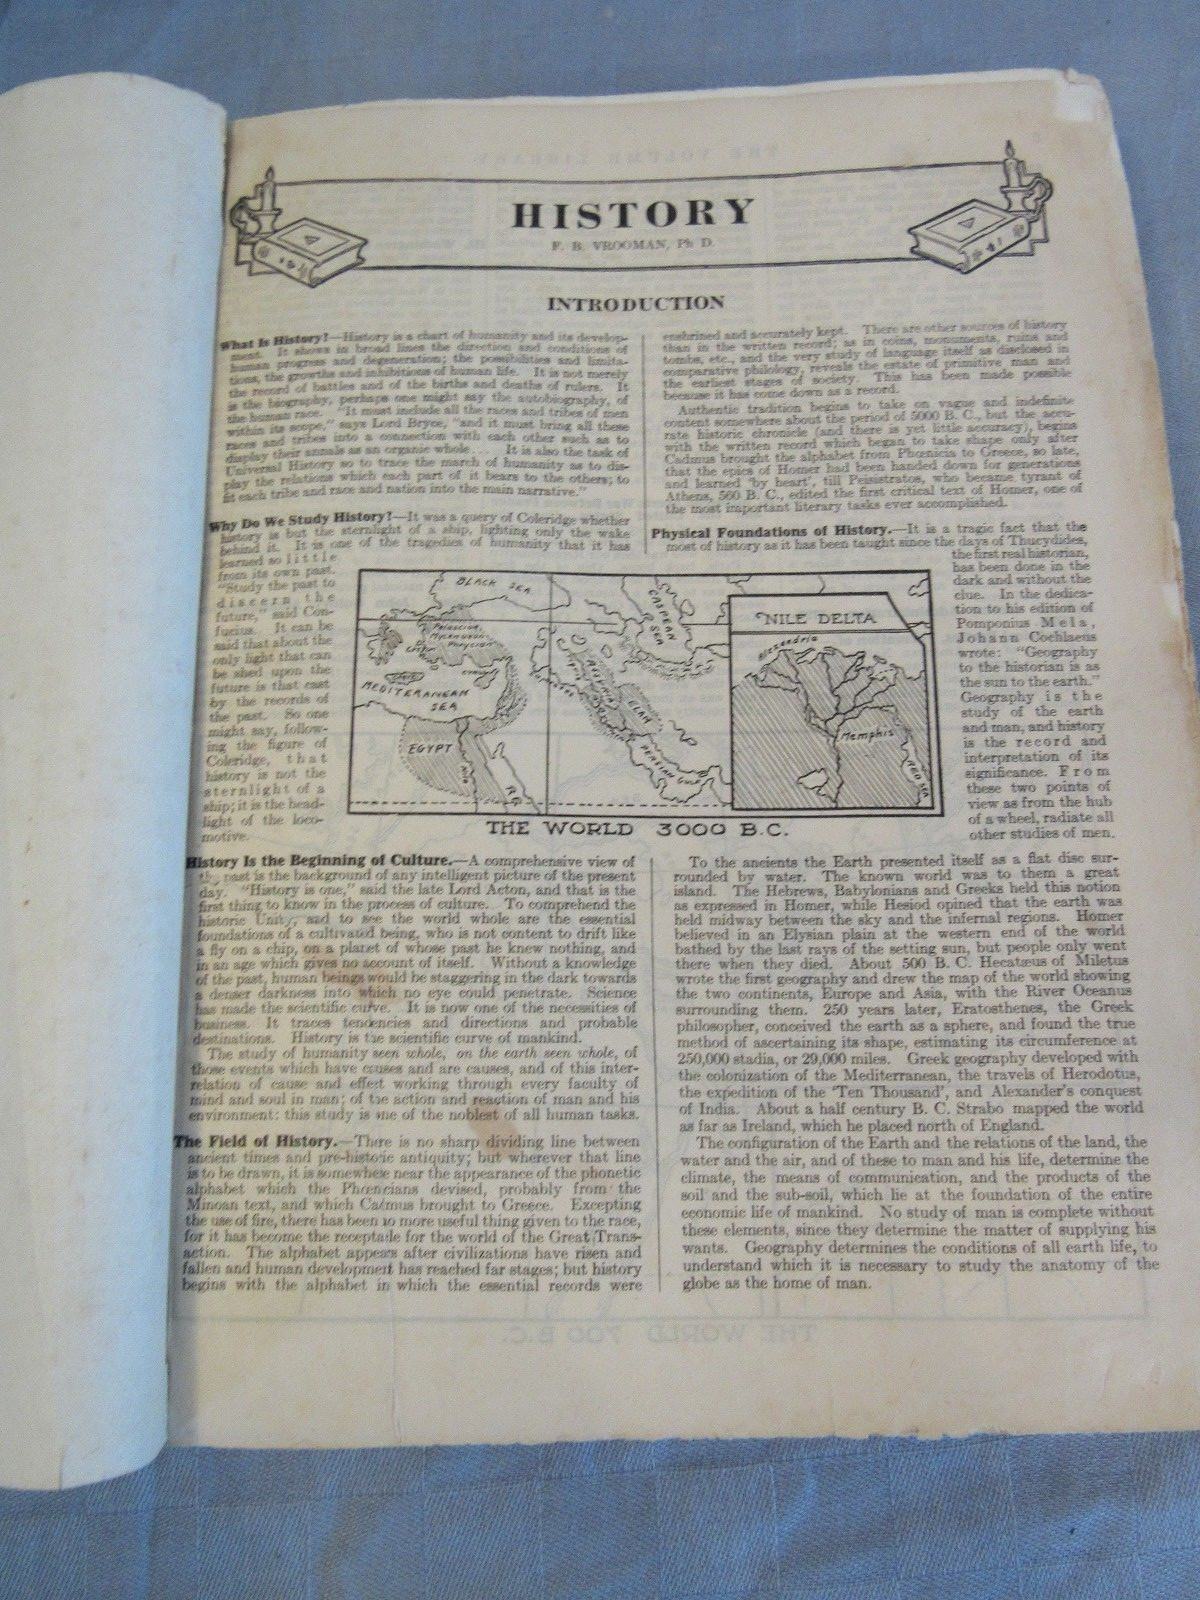 HISTORY
F. B. VROOMAN, Ph D.
INTRODUCTION
What Is History?—History is a chart of humanity and its develop-
ment. It shows in broad lines the direction and conditions of
human progress and degeneration; the possibilities and limita-
tions, the growths and inhibitions of human life. It is not merely
the record of battles and of the births and deaths of rulers. It
is the biography, perhaps one might say the autobiography, of
the human race. "It must include all the races and tribes of men
within its scope," says Lord Bryce, "and it must bring all these
races and tribes into a connection with each other such as to
display their annals as an organic whole... It is also the task of
Universal History so to trace the march of humanity as to dis-
play the relations which each part of it bears to the others; to
fit each tribe and race and nation into the main narrative."
Why Do We Study History?—It was a query of Coleridge whether
history is but the sternlight of a ship, lighting only the wake
behind it. It is one of the tragedies of humanity that it has
learned so little
from its own past.
"Study the past to
discern the
future," said Con-
fucius. It can be
said that about the
only light that can
be shed upon the
future is that cast
by the records of
the past. So one
might say, follow-
ing the figure of
Coleridge, that
history is not the
sternlight of a
ship; it is the head-
light of the loco-
motive.
History Is the Beginning of Culture.—A comprehensive view of
the past is the background of any intelligent picture of the present
day. "History is one," said the late Lord Acton, and that is the
first thing to know in the process of culture. To comprehend the
historic Unity, and to see the world whole are the essential
foundations of a cultivated being, who is not content to drift like
a fly on a chip, on a planet of whose past he knew nothing, and
in an age which gives no account of itself. Without a knowledge
of the past, human beings would be staggering in the dark towards
a denser darkness into which no eye could penetrate. Science
has made the scientific curve. It is now one of the necessities of
business. It traces tendencies and directions and probable
destinations. History is the scientific curve of mankind.
The study of humanity seen whole, on the earth seen whole, of
those events which have causes and are causes, and of this inter-
relation of cause and effect working through every faculty of
mind and soul in man; of the action and reaction of man and his
environment: this study is one of the noblest of all human tasks.
The Field of History.—There is no sharp dividing line between
ancient times and pre-historic antiquity; but wherever that line
is to be drawn, it is somewhere near the appearance of the phonetic
alphabet which the Phœnicians devised, probably from the
Minoan text, and which Cadmus brought to Greece. Excepting
the use of fire, there has been no more useful thing given to the race,
for it has become the receptacle for the world of the Great Trans-
action. The alphabet appears after civilizations have risen and
fallen and human development has reached far stages; but history
begins with the alphabet in which the essential records were
enshrined and accurately kept. There are other sources of history
than in the written record; as in coins, monuments, ruins and
tombs, etc., and the very study of language itself as disclosed in
comparative philology, reveals the estate of primitive man and
the earliest stages of society. This has been made possible
because it has come down as a record.
Authentic tradition begins to take on vague and indefinite
content somewhere about the period of 5000 B. C., but the accu-
rate historic chronicle (and there is yet little accuracy), begins
with the written record which began to take shape only after
Cadmus brought the alphabet from Phœnicia to Greece, so late,
that the epics of Homer had been handed down for generations
and learned 'by heart', till Peisistratos, who became tyrant of
Athens, 560 B. C., edited the first critical text of Homer, one of
the most important literary tasks ever accomplished.
Physical Foundations of History.—It is a tragic fact that the
most of history as it has been taught since the days of Thucydides,
the first real historian,
has been done in the
dark and without the
clue. In the dedica-
tion to his edition of
Pomponius Mela,
Johann Cochlaeus
wrote: "Geography
to the historian is as
the sun to the earth."
Geography is the
study of the earth
and man, and history
is the record and
interpretation of its
significance. From
these two points of
view as from the hub
of a wheel, radiate all
other studies of men.
To the ancients the Earth presented itself as a flat disc sur-
rounded by water. The known world was to them a great
island. The Hebrews, Babylonians and Greeks held this notion
as expressed in Homer, while Hesiod opined that the earth was
held midway between the sky and the infernal regions. Homer
believed in an Elysian plain at the western end of the world
bathed by the last rays of the setting sun, but people only went
there when they died. About 500 B. C. Hecatæus of Miletus
wrote the first geography and drew the map of the world showing
the two continents, Europe and Asia, with the River Oceanus
surrounding them. 250 years later, Eratosthenes, the Greek
philosopher, conceived the earth as a sphere, and found the true
method of ascertaining its shape, estimating its circumference at
250,000 stadia, or 29,000 miles. Greek geography developed with
the colonization of the Mediterranean, the travels of Herodotus,
the expedition of the 'Ten Thousand', and Alexander's conquest
of India. About a half century B. C. Strabo mapped the world
as far as Ireland, which he placed north of England.
The configuration of the Earth and the relations of the land, the
water and the air, and of these to man and his life, determine the
climate, the means of communication, and the products of the
soil and the sub-soil, which lie at the foundation of the entire
economic life of mankind. No study of man is complete without
these elements, since they determine the matter of supplying his
wants. Geography determines the conditions of all earth life, to
understand which it is necessary to study the anatomy of the
globe as the home of man.
BLACK SEA
CASPEAN SEA
MEDITERANEAN SEA
EGYPT
NILE
ELAM
PERSIAN GULF
NILE DELTA
Alexandria
Memphis
RED SEA
THE WORLD 3000 B.C.
THE WORLD 700 B.C.